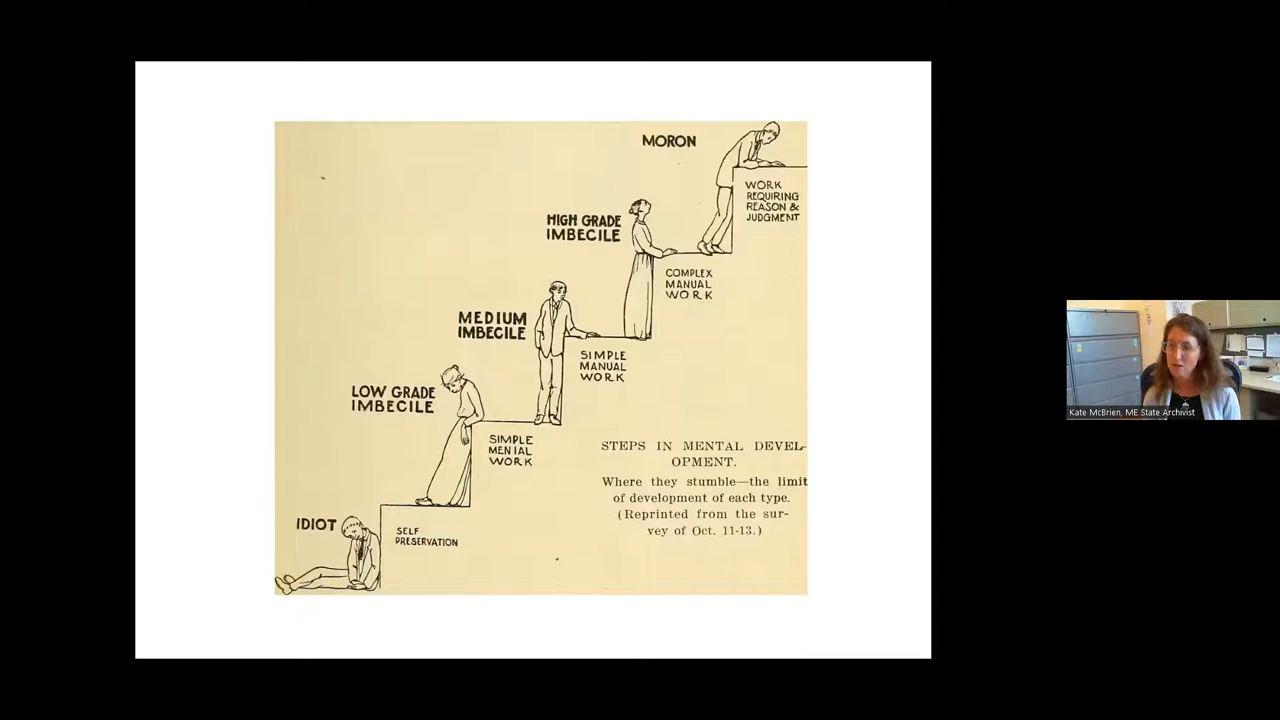 MORON
WORK
REQUIRING
REASON &
JUDGMENT
HIGH GRADE
IMBECILE
COMPLEX
MANUAL
WORK
MEDIUM
IMBECILE
SIMPLE
MANUAL
WORK
LOW GRADE
IMBECILE
SIMPLE
MENIAL
WORK
IDIOT
SELF
PRESERVATION
STEPS IN MENTAL DEVEL-
OPMENT.
Where they stumble—the limit
of development of each type.
(Reprinted from the sur-
vey of Oct. 11-13.)
Kate McBrien, ME State Archivist